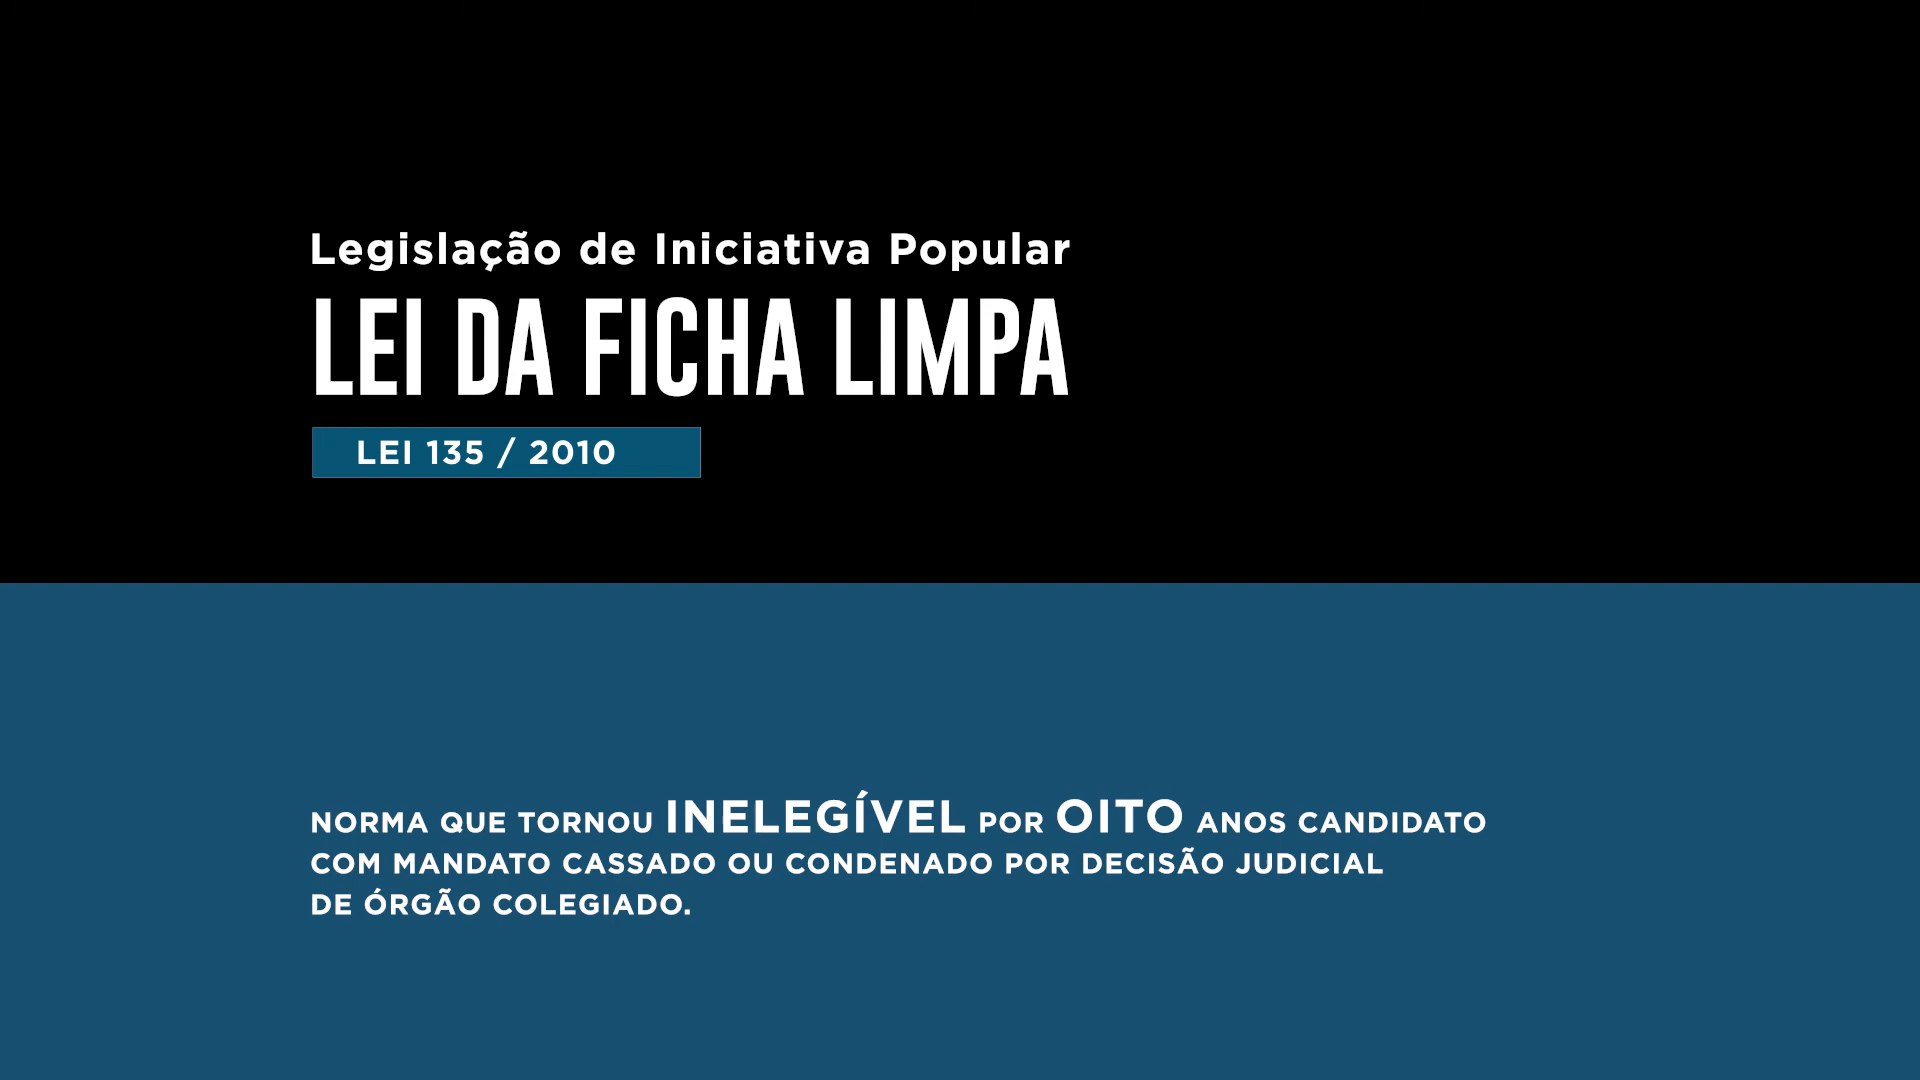 Legislação de Iniciativa Popular
LEI DA FICHA LIMPA
LEI 135 / 2010
NORMA QUE TORNOU INELEGÍVEL POR OITO ANOS CANDIDATO
COM MANDATO CASSADO OU CONDENADO POR DECISÃO JUDICIAL
DE ÓRGÃO COLEGIADO.